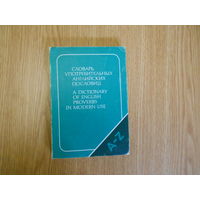 СЛОВАРЬ
УПОТРЕБИТЕЛЬНЫХ
АНГЛИЙСКИХ
ПОСЛОВИЦ
A DICTIONARY
OF ENGLISH
PROVERBS
IN MODERN USE
A-Z